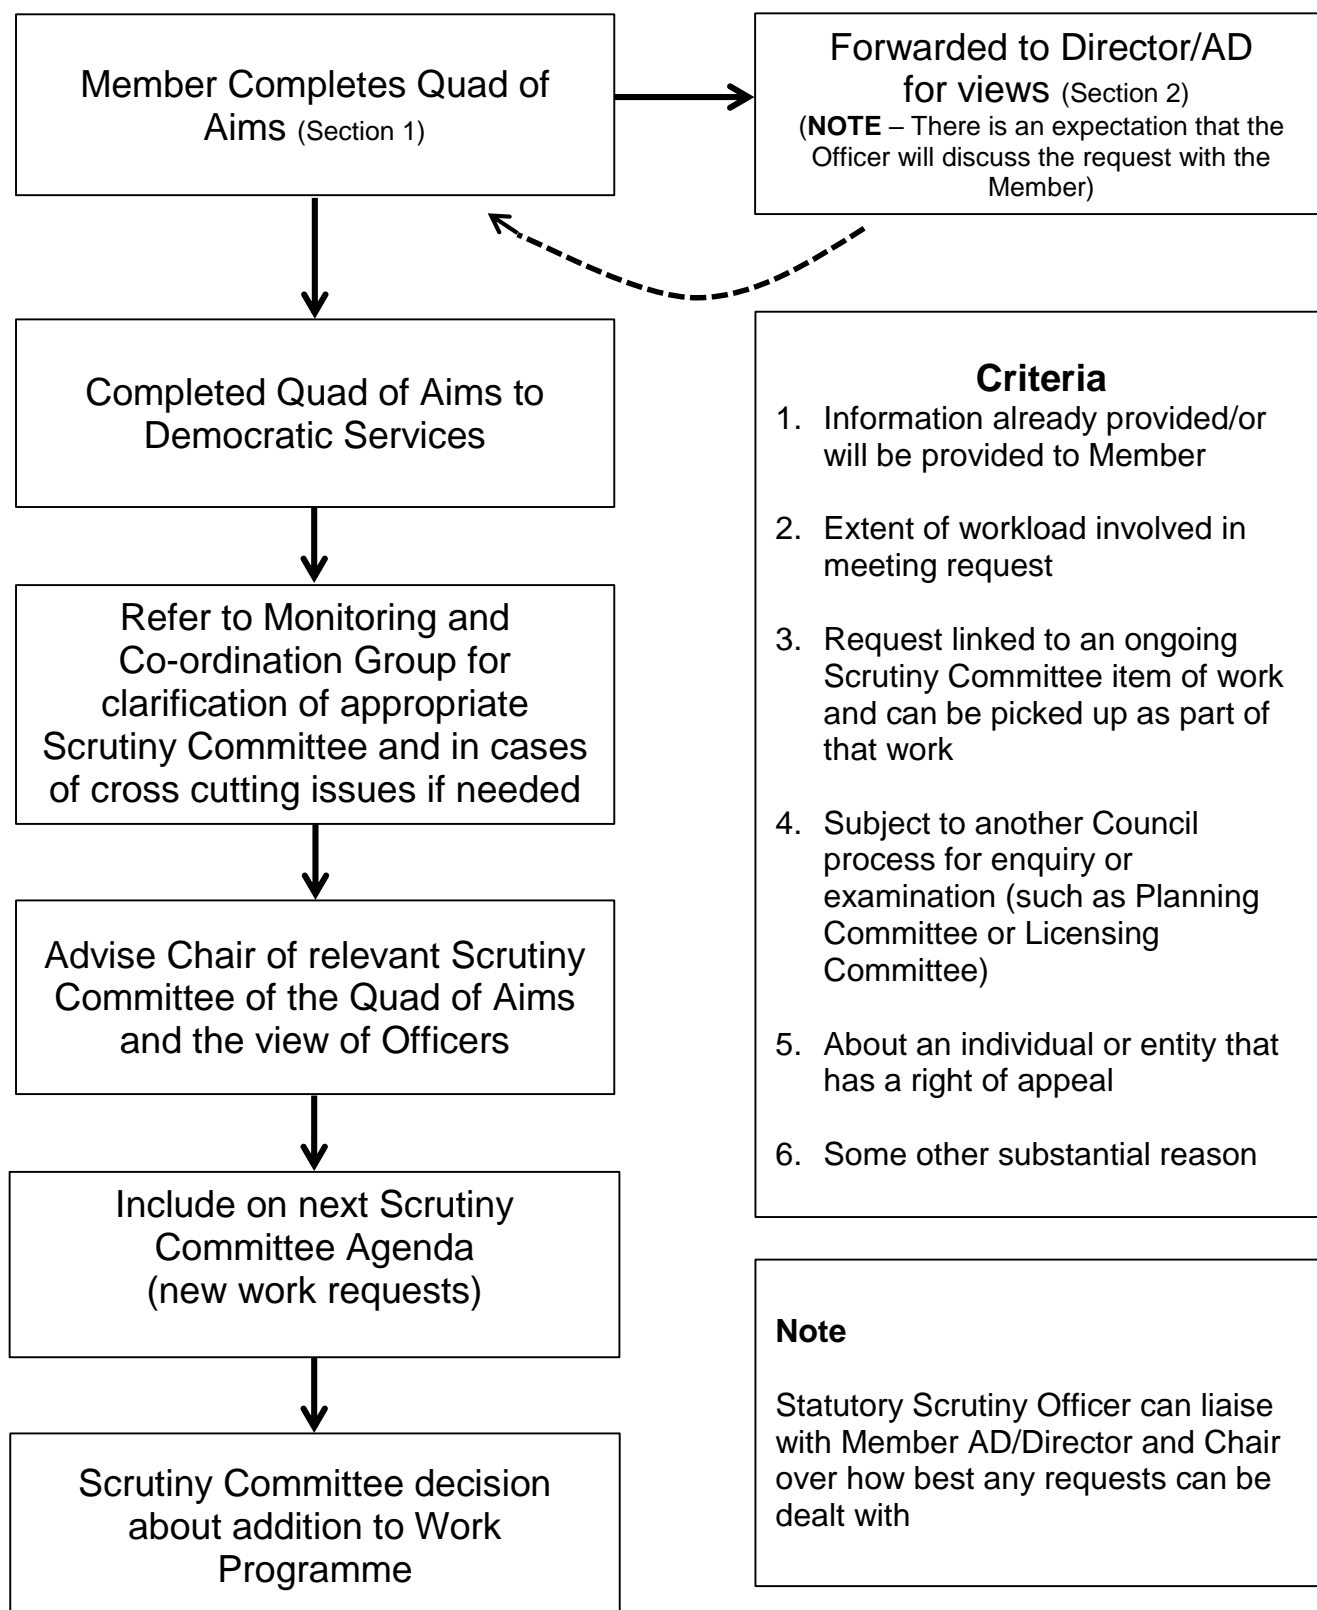 Member Completes Quad of
Aims (Section 1)
Forwarded to Director/AD
for views (Section 2)
(NOTE – There is an expectation that the
Officer will discuss the request with the
Member)
Completed Quad of Aims to
Democratic Services
Refer to Monitoring and
Co-ordination Group for
clarification of appropriate
Scrutiny Committee and in cases
of cross cutting issues if needed
Advise Chair of relevant Scrutiny
Committee of the Quad of Aims
and the view of Officers
Include on next Scrutiny
Committee Agenda
(new work requests)
Scrutiny Committee decision
about addition to Work
Programme
Criteria
1. Information already provided/or
will be provided to Member
2. Extent of workload involved in
meeting request
3. Request linked to an ongoing
Scrutiny Committee item of work
and can be picked up as part of
that work
4. Subject to another Council
process for enquiry or
examination (such as Planning
Committee or Licensing
Committee)
5. About an individual or entity that
has a right of appeal
6. Some other substantial reason
Note
Statutory Scrutiny Officer can liaise
with Member AD/Director and Chair
over how best any requests can be
dealt with